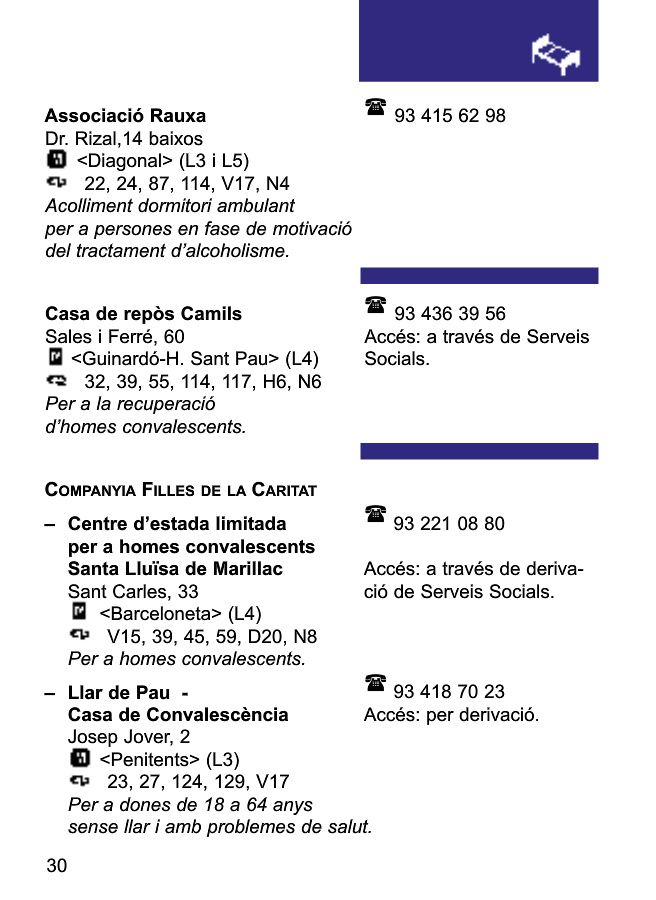 Associació Rauxa
☎ 93 415 62 98
Dr. Rizal,14 baixos
<Diagonal> (L3 i L5)
22, 24, 87, 114, V17, N4
Acolliment dormitori ambulant
per a persones en fase de motivació
del tractament d’alcoholisme.
Casa de repòs Camils
☎ 93 436 39 56
Sales i Ferré, 60
Accés: a través de Serveis
<Guinardó-H. Sant Pau> (L4)
Socials.
32, 39, 55, 114, 117, H6, N6
Per a la recuperació
d’homes convalescents.
COMPANYIA FILLES DE LA CARITAT
– Centre d’estada limitada
☎ 93 221 08 80
per a homes convalescents
Santa Lluïsa de Marillac
Accés: a través de deriva-
Sant Carles, 33
ció de Serveis Socials.
<Barceloneta> (L4)
V15, 39, 45, 59, D20, N8
Per a homes convalescents.
– Llar de Pau -
☎ 93 418 70 23
Casa de Convalescència
Accés: per derivació.
Josep Jover, 2
<Penitents> (L3)
23, 27, 124, 129, V17
Per a dones de 18 a 64 anys
sense llar i amb problemes de salut.
30